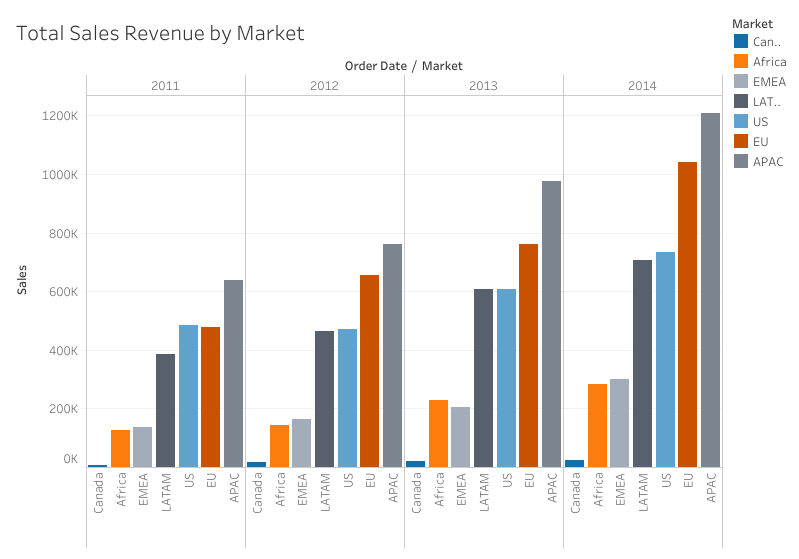 Total Sales Revenue by Market
Order Date / Market
2011 2012 2013 2014
1200K
1000K
800K
600K
400K
200K
0K
Sales
Canada Africa EMEA LATAM US EU APAC Canada Africa EMEA LATAM US EU APAC Canada Africa EMEA LATAM US EU APAC Canada Africa EMEA LATAM US EU APAC
Market
Can..
Africa
EMEA
LAT..
US
EU
APAC